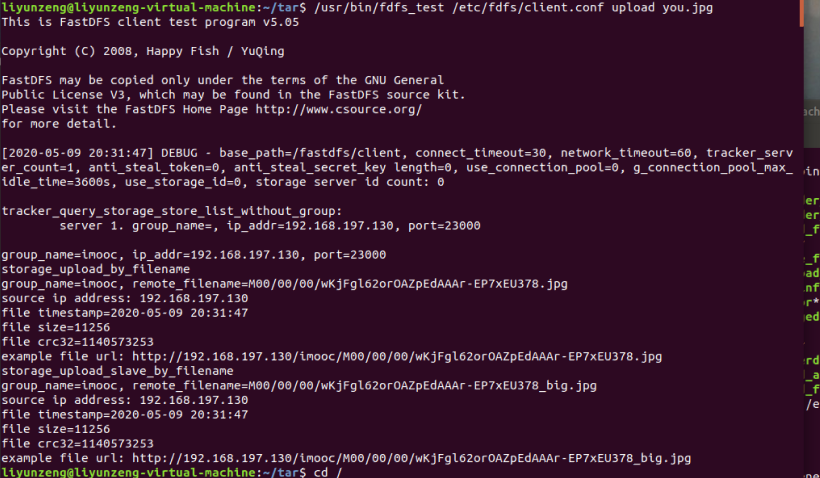 liyunzeng@liyunzeng-virtual-machine:~/tar$ /usr/bin/fdfs_test /etc/fdfs/client.conf upload you.jpg
This is FastDFS client test program v5.05
Copyright (C) 2008, Happy Fish / YuQing
FastDFS may be copied only under the terms of the GNU General
Public License V3, which may be found in the FastDFS source kit.
Please visit the FastDFS Home Page http://www.csource.org/
for more detail.
[2020-05-09 20:31:47] DEBUG - base_path=/fastdfs/client, connect_timeout=30, network_timeout=60, tracker_serv
er_count=1, anti_steal_token=0, anti_steal_secret_key length=0, use_connection_pool=0, g_connection_pool_max_
idle_time=3600s, use_storage_id=0, storage server id count: 0
tracker_query_storage_store_list_without_group:
server 1. group_name=, ip_addr=192.168.197.130, port=23000
group_name=imooc, ip_addr=192.168.197.130, port=23000
storage_upload_by_filename
group_name=imooc, remote_filename=M00/00/00/wKjFgl62orOAZpEdAAAr-EP7xEU378.jpg
source ip address: 192.168.197.130
file timestamp=2020-05-09 20:31:47
file size=11256
file crc32=1140573253
example file url: http://192.168.197.130/imooc/M00/00/00/wKjFgl62orOAZpEdAAAr-EP7xEU378.jpg
storage_upload_slave_by_filename
group_name=imooc, remote_filename=M00/00/00/wKjFgl62orOAZpEdAAAr-EP7xEU378_big.jpg
source ip address: 192.168.197.130
file timestamp=2020-05-09 20:31:47
file size=11256
file crc32=1140573253
example file url: http://192.168.197.130/imooc/M00/00/00/wKjFgl62orOAZpEdAAAr-EP7xEU378_big.jpg
liyunzeng@liyunzeng-virtual-machine:~/tar$ cd /